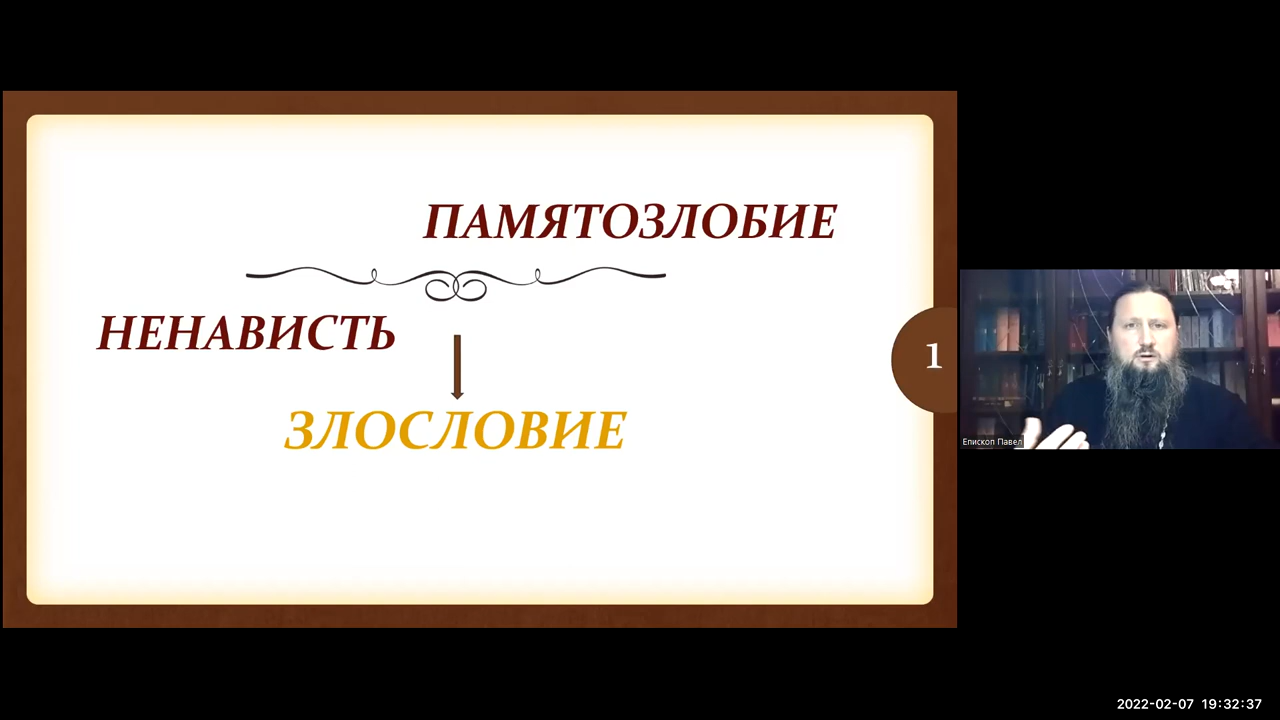 ПАМЯТОЗЛОБИЕ
НЕНАВИСТЬ
ЗЛОСЛОВИЕ
1
Епископ Павел
2022-02-07 19:32:37